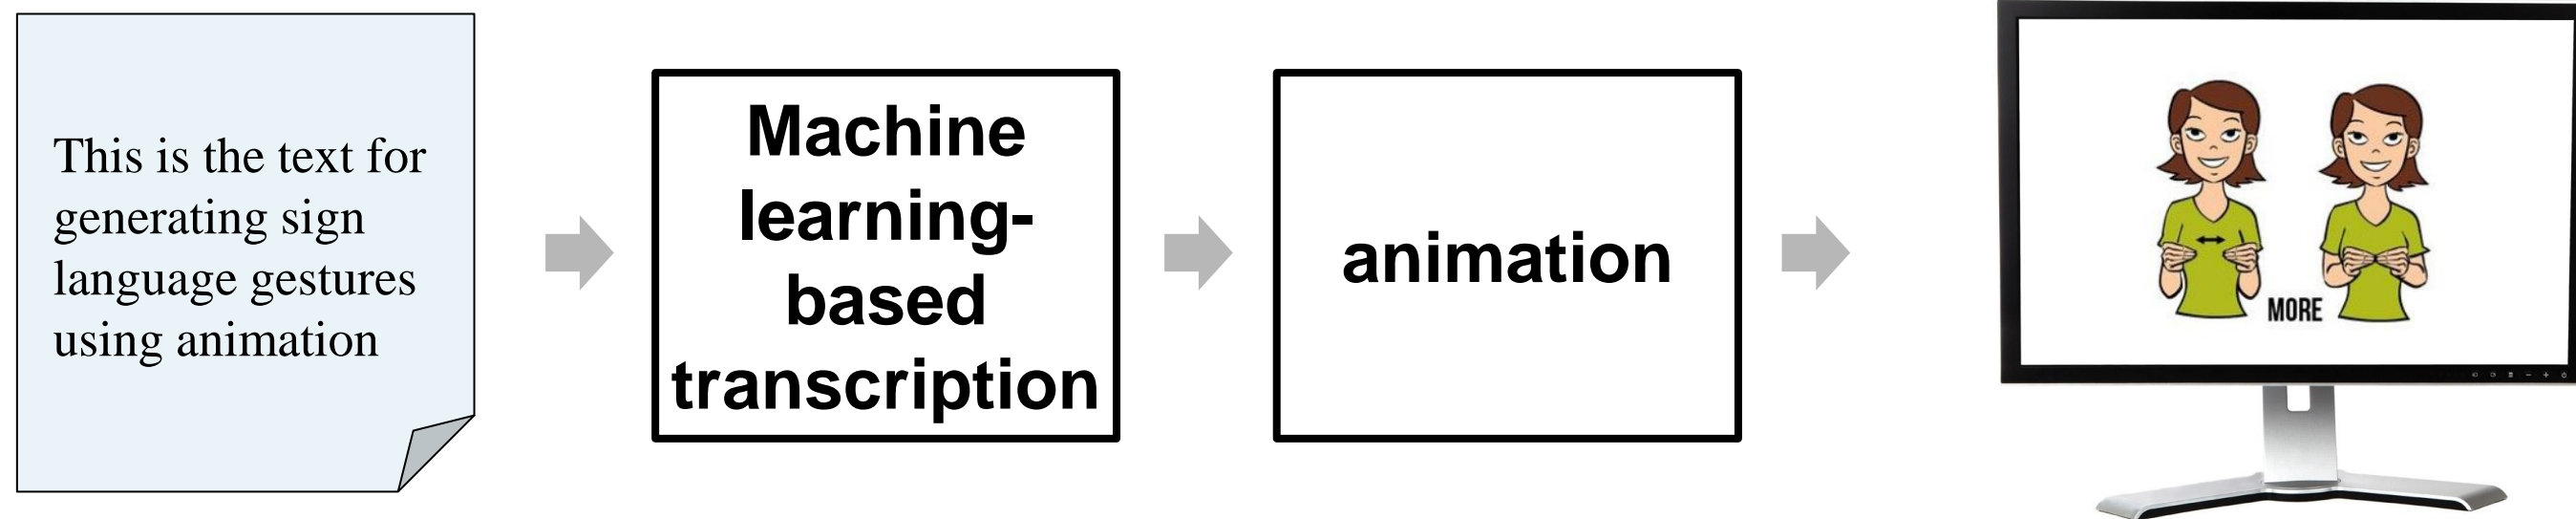 This is the text for
generating sign
language gestures
using animation
Machine
learning-
based
transcription
animation
MORE